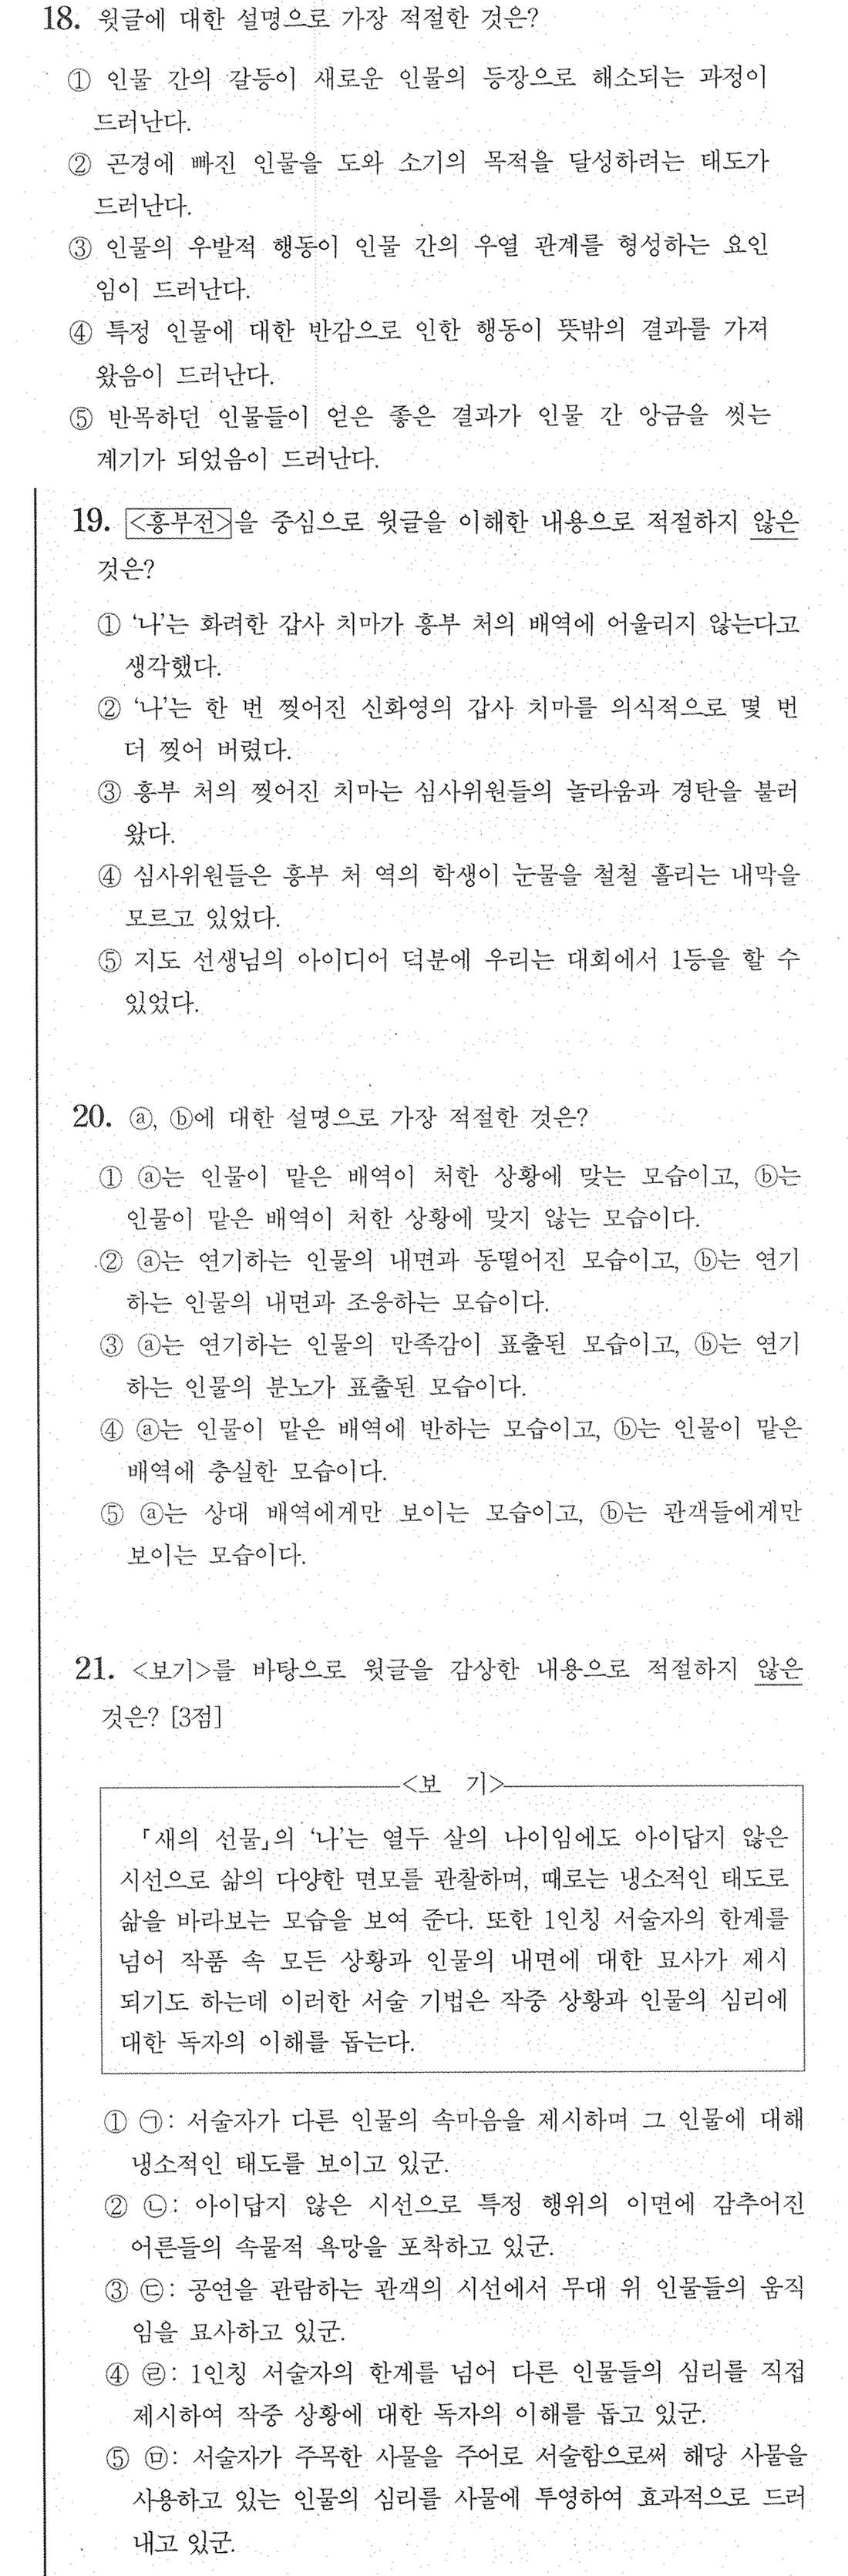 18. 윗글에 대한 설명으로 가장 적절한 것은?
① 인물 간의 갈등이 새로운 인물의 등장으로 해소되는 과정이
드러난다.
② 곤경에 빠진 인물을 도와 소기의 목적을 달성하려는 태도가
드러난다.
③ 인물의 우발적 행동이 인물 간의 우열 관계를 형성하는 요인
임이 드러난다.
④ 특정 인물에 대한 반감으로 인한 행동이 뜻밖의 결과를 가져
왔음이 드러난다.
⑤ 반목하던 인물들이 얻은 좋은 결과가 인물 간 앙금을 씻는
계기가 되었음이 드러난다.
19. <흥부전>을 중심으로 윗글을 이해한 내용으로 적절하지 않은
것은?
① ‘나’는 화려한 갑사 치마가 흥부 처의 배역에 어울리지 않는다고
생각했다.
② ‘나’는 한 번 찢어진 신화영의 갑사 치마를 의식적으로 몇 번
더 찢어 버렸다.
③ 흥부 처의 찢어진 치마는 심사위원들의 놀라움과 경탄을 불러
왔다.
④ 심사위원들은 흥부 처 역의 학생이 눈물을 철철 흘리는 내막을
모르고 있었다.
⑤ 지도 선생님의 아이디어 덕분에 우리는 대회에서 1등을 할 수
있었다.
20. ⓐ, ⓑ에 대한 설명으로 가장 적절한 것은?
① ⓐ는 인물이 맡은 배역이 처한 상황에 맞는 모습이고, ⓑ는
인물이 맡은 배역이 처한 상황에 맞지 않는 모습이다.
② ⓐ는 연기하는 인물의 내면과 동떨어진 모습이고, ⓑ는 연기
하는 인물의 내면과 조응하는 모습이다.
③ ⓐ는 연기하는 인물의 만족감이 표출된 모습이고, ⓑ는 연기
하는 인물의 분노가 표출된 모습이다.
④ ⓐ는 인물이 맡은 배역에 반하는 모습이고, ⓑ는 인물이 맡은
배역에 충실한 모습이다.
⑤ ⓐ는 상대 배역에게만 보이는 모습이고, ⓑ는 관객들에게만
보이는 모습이다.
21. <보기>를 바탕으로 윗글을 감상한 내용으로 적절하지 않은
것은? [3점]
<보 기>
「새의 선물」의 ‘나’는 열두 살의 나이임에도 아이답지 않은
시선으로 삶의 다양한 면모를 관찰하며, 때로는 냉소적인 태도로
삶을 바라보는 모습을 보여 준다. 또한 1인칭 서술자의 한계를
넘어 작품 속 모든 상황과 인물의 내면에 대한 묘사가 제시
되기도 하는데 이러한 서술 기법은 작중 상황과 인물의 심리에
대한 독자의 이해를 돕는다.
① ㉠: 서술자가 다른 인물의 속마음을 제시하며 그 인물에 대해
냉소적인 태도를 보이고 있군.
② ㉡: 아이답지 않은 시선으로 특정 행위의 이면에 감추어진
어른들의 속물적 욕망을 포착하고 있군.
③ ㉢: 공연을 관람하는 관객의 시선에서 무대 위 인물들의 움직
임을 묘사하고 있군.
④ ㉣: 1인칭 서술자의 한계를 넘어 다른 인물들의 심리를 직접
제시하여 작중 상황에 대한 독자의 이해를 돕고 있군.
⑤ ㉤: 서술자가 주목한 사물을 주어로 서술함으로써 해당 사물을
사용하고 있는 인물의 심리를 사물에 투영하여 효과적으로 드러
내고 있군.